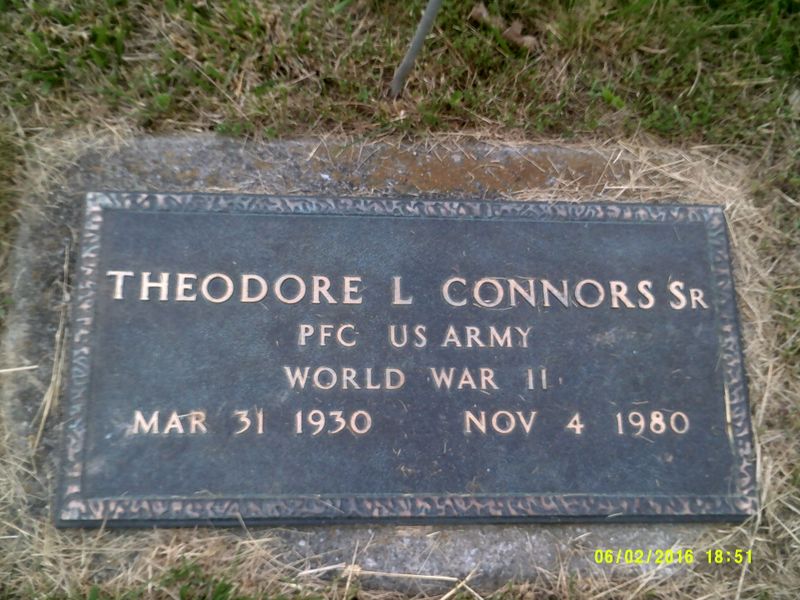 THEODORE L CONNORS SR
PFC US ARMY
WORLD WAR II
MAR 31 1930 NOV 4 1980
06/02/2016 18:51